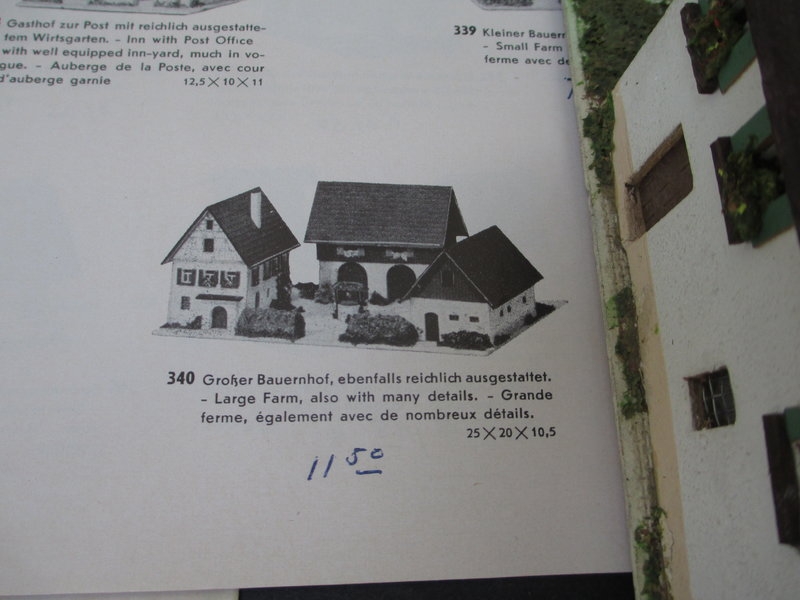 Gasthof zur Post mit reichlich ausgestatte-
tem Wirtsgarten. - Inn with Post Office
with well equipped inn-yard, much in vo-
gue. - Auberge de la Poste, avec cour
d'auberge garnie 12,5×10×11
339 Kleiner Bauern
- Small Farm
ferme avec de
340 Großer Bauernhof, ebenfalls reichlich ausgestattet.
- Large Farm, also with many details. - Grande
ferme, également avec de nombreux détails.
25×20×10,5
11 50